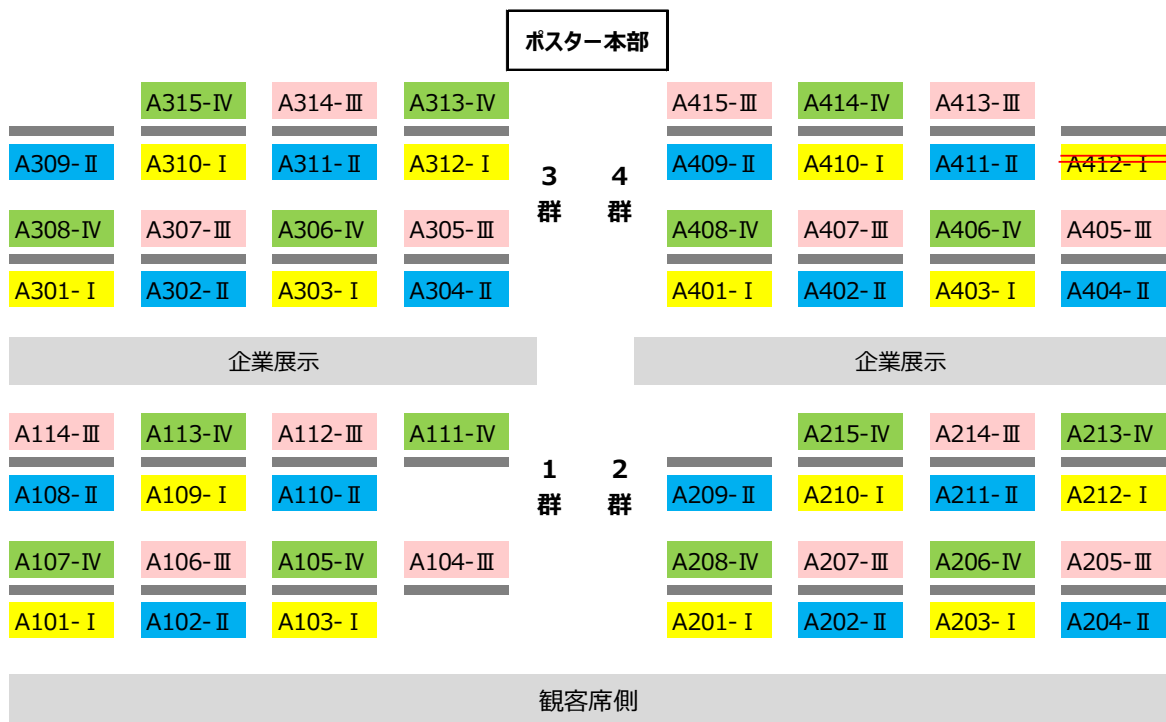 ポスター本部
A315-Ⅳ A314-Ⅲ A313-Ⅳ A415-Ⅲ A414-Ⅳ A413-Ⅲ
A309-Ⅱ A310-Ⅰ A311-Ⅱ A312-Ⅰ 3群 4群 A409-Ⅱ A410-Ⅰ A411-Ⅱ A412-Ⅰ
A308-Ⅳ A307-Ⅲ A306-Ⅳ A305-Ⅲ A408-Ⅳ A407-Ⅲ A406-Ⅳ A405-Ⅲ
A301-Ⅰ A302-Ⅱ A303-Ⅰ A304-Ⅱ A401-Ⅰ A402-Ⅱ A403-Ⅰ A404-Ⅱ
企業展示 企業展示
A114-Ⅲ A113-Ⅳ A112-Ⅲ A111-Ⅳ A215-Ⅳ A214-Ⅲ A213-Ⅳ
A108-Ⅱ A109-Ⅰ A110-Ⅱ 1群 2群 A209-Ⅱ A210-Ⅰ A211-Ⅱ A212-Ⅰ
A107-Ⅳ A106-Ⅲ A105-Ⅳ A104-Ⅲ A208-Ⅳ A207-Ⅲ A206-Ⅳ A205-Ⅲ
A101-Ⅰ A102-Ⅱ A103-Ⅰ A201-Ⅰ A202-Ⅱ A203-Ⅰ A204-Ⅱ
観客席側